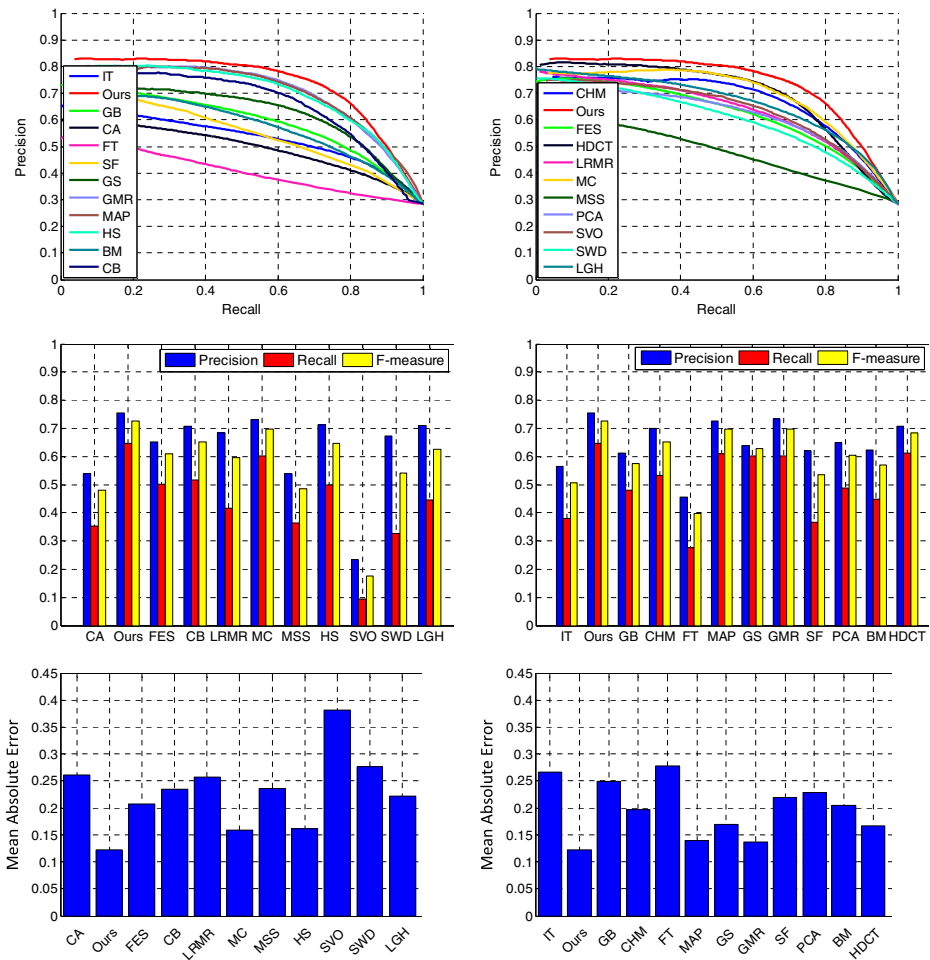 1
0.9
0.8
0.7
0.6
0.5
0.4
0.3
0.2
0.1
0
Precision
IT
Ours
GB
CA
FT
SF
GS
GMR
MAP
HS
BM
CB
0 0.2 0.4 0.6 0.8 1
Recall
1
0.9
0.8
0.7
0.6
0.5
0.4
0.3
0.2
0.1
0
Precision
CHM
Ours
FES
HDCT
LRMR
MC
MSS
PCA
SVO
SWD
LGH
0 0.2 0.4 0.6 0.8 1
Recall
1
0.9
0.8
0.7
0.6
0.5
0.4
0.3
0.2
0.1
0
Precision Recall F-measure
CA Ours FES CB LRMR MC MSS HS SVO SWD LGH
1
0.9
0.8
0.7
0.6
0.5
0.4
0.3
0.2
0.1
0
Precision Recall F-measure
IT Ours GB CHM FT MAP GS GMR SF PCA BM HDCT
0.45
0.4
0.35
0.3
0.25
0.2
0.15
0.1
0.05
0
Mean Absolute Error
CA Ours FES CB LRMR MC MSS HS SVO SWD LGH
0.45
0.4
0.35
0.3
0.25
0.2
0.15
0.1
0.05
0
Mean Absolute Error
IT Ours GB CHM FT MAP GS GMR SF PCA BM HDCT